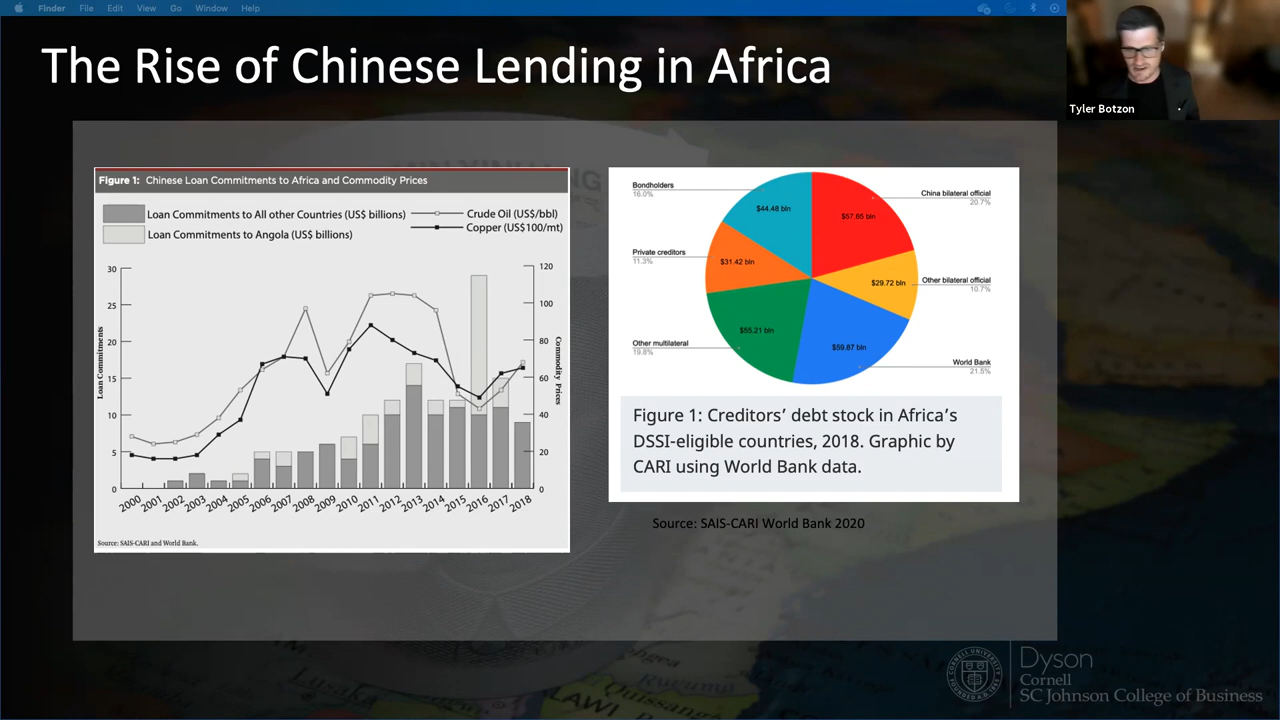 Finder File Edit View Go Window Help
The Rise of Chinese Lending in Africa
Tyler Botzon
Figure 1: Chinese Loan Commitments to Africa and Commodity Prices
Loan Commitments to All other Countries (US$ billions)
Crude Oil (US$/bbl)
Loan Commitments to Angola (US$ billions)
Copper (US$100/mt)
30
25
20
15
10
5
0
Loan Commitments
120
100
80
60
40
20
0
Commodity Prices
2000 2001 2002 2003 2004 2005 2006 2007 2008 2009 2010 2011 2012 2013 2014 2015 2016 2017 2018
Source: SAIS-CARI and World Bank.
Bondholders
16.0%
$44.48 bln
China bilateral official
20.7%
$57.65 bln
Private creditors
11.3%
$31.42 bln
Other bilateral official
10.7%
$29.72 bln
Other multilateral
19.8%
$55.21 bln
World Bank
21.5%
$59.87 bln
Figure 1: Creditors’ debt stock in Africa’s
DSSI-eligible countries, 2018. Graphic by
CARI using World Bank data.
Source: SAIS-CARI World Bank 2020
Dyson
Cornell
SC Johnson College of Business